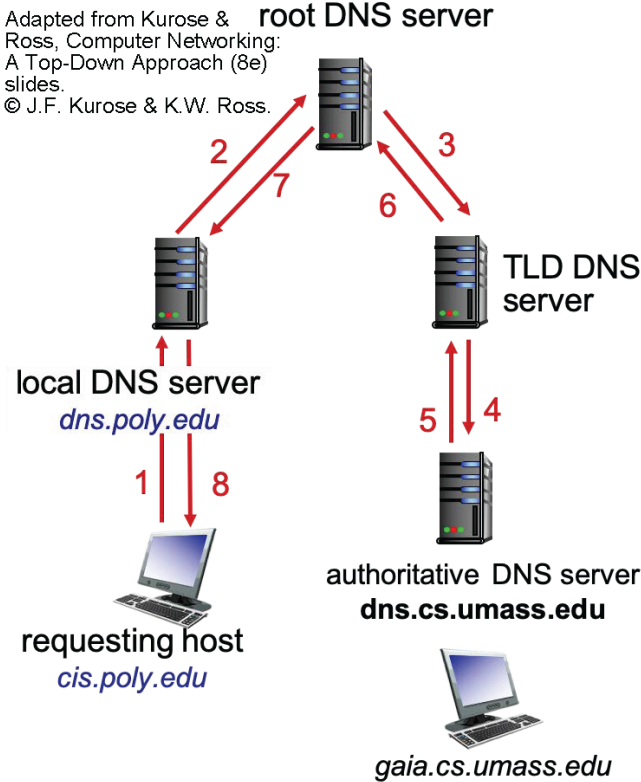 Adapted from Kurose &
Ross, Computer Networking:
A Top-Down Approach (8e)
slides.
© J.F. Kurose & K.W. Ross.
root DNS server
2
7
3
6
TLD DNS
server
local DNS server
dns.poly.edu
5
4
1
8
authoritative DNS server
dns.cs.umass.edu
requesting host
cis.poly.edu
gaia.cs.umass.edu